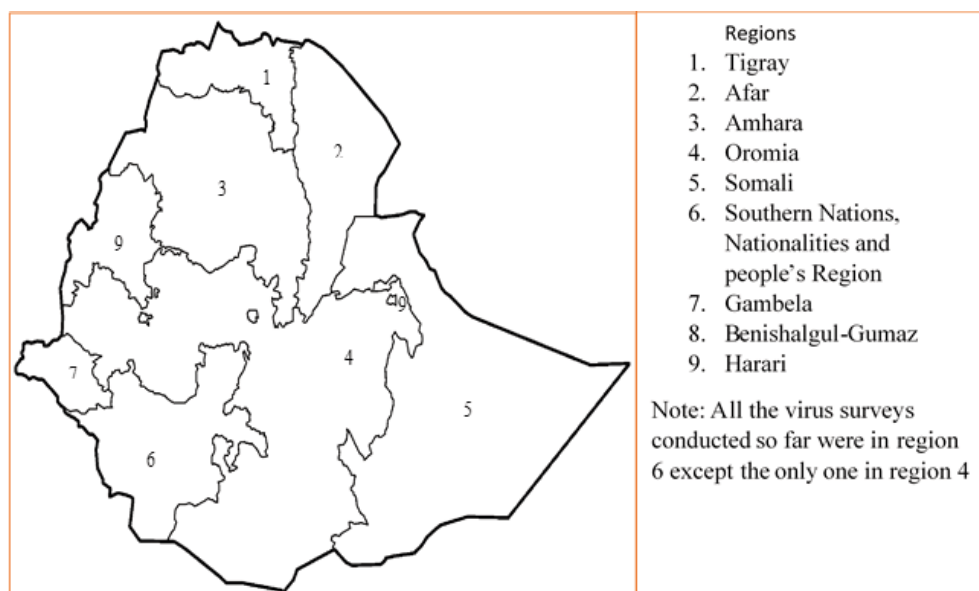 1
2
3
9
9
4
7
5
6
Regions
1. Tigray
2. Afar
3. Amhara
4. Oromia
5. Somali
6. Southern Nations,
Nationalities and
people's Region
7. Gambela
8. Benishalgul-Gumaz
9. Harari
Note: All the virus surveys
conducted so far were in region
6 except the only one in region 4